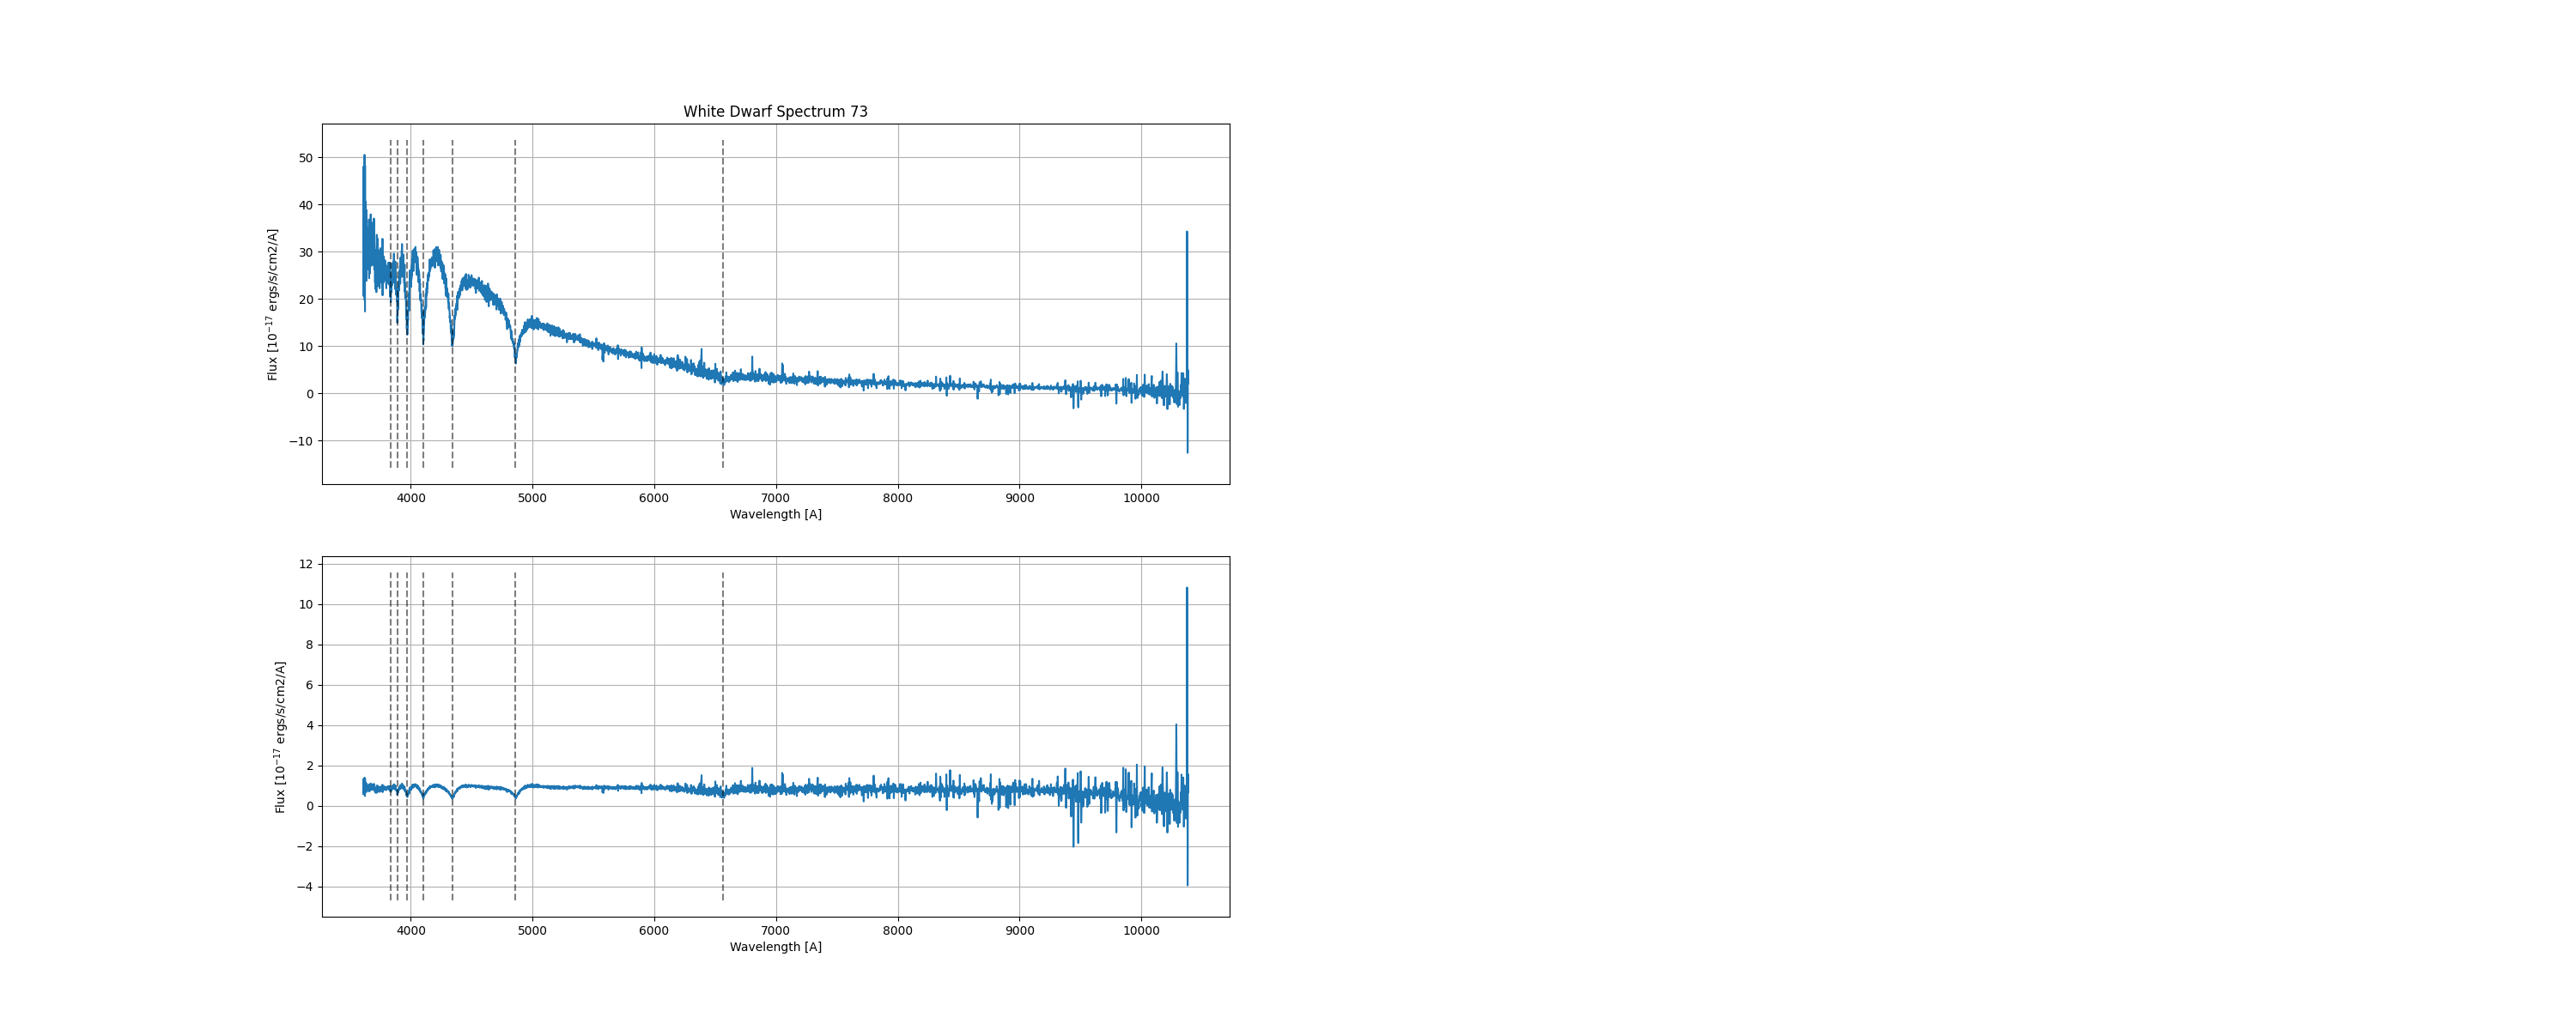 White Dwarf Spectrum 73
50
40
30
20
10
0
−10
Flux [10⁻¹⁷ ergs/s/cm2/A]
4000 5000 6000 7000 8000 9000 10000
Wavelength [A]
12
10
8
6
4
2
0
−2
−4
Flux [10⁻¹⁷ ergs/s/cm2/A]
4000 5000 6000 7000 8000 9000 10000
Wavelength [A]